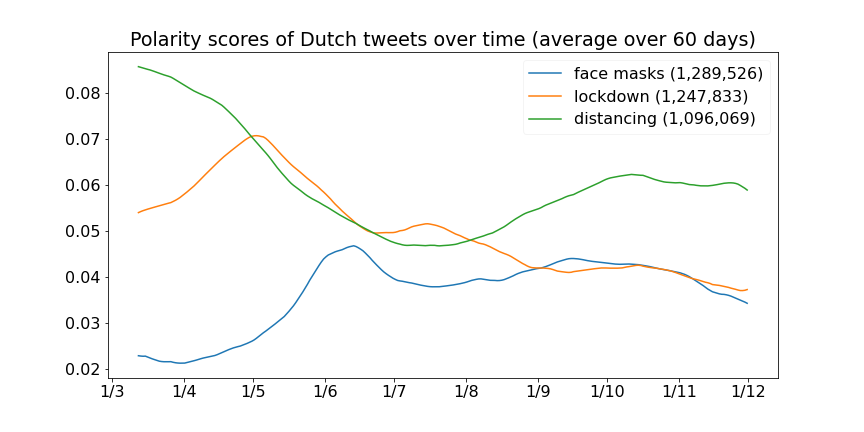 Polarity scores of Dutch tweets over time (average over 60 days)
face masks (1,289,526)
lockdown (1,247,833)
distancing (1,096,069)
0.08
0.07
0.06
0.05
0.04
0.03
0.02
1/3 1/4 1/5 1/6 1/7 1/8 1/9 1/10 1/11 1/12